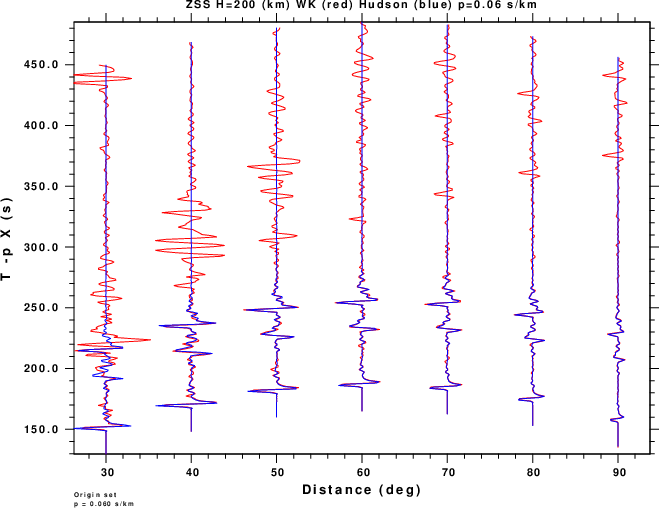 ZSS H=200 (km) WK (red) Hudson (blue) p=0.06 s/km
450.0
400.0
350.0
300.0
250.0
200.0
150.0
T -p X (s)
30 40 50 60 70 80 90
Distance (deg)
Origin set
p = 0.060 s/km